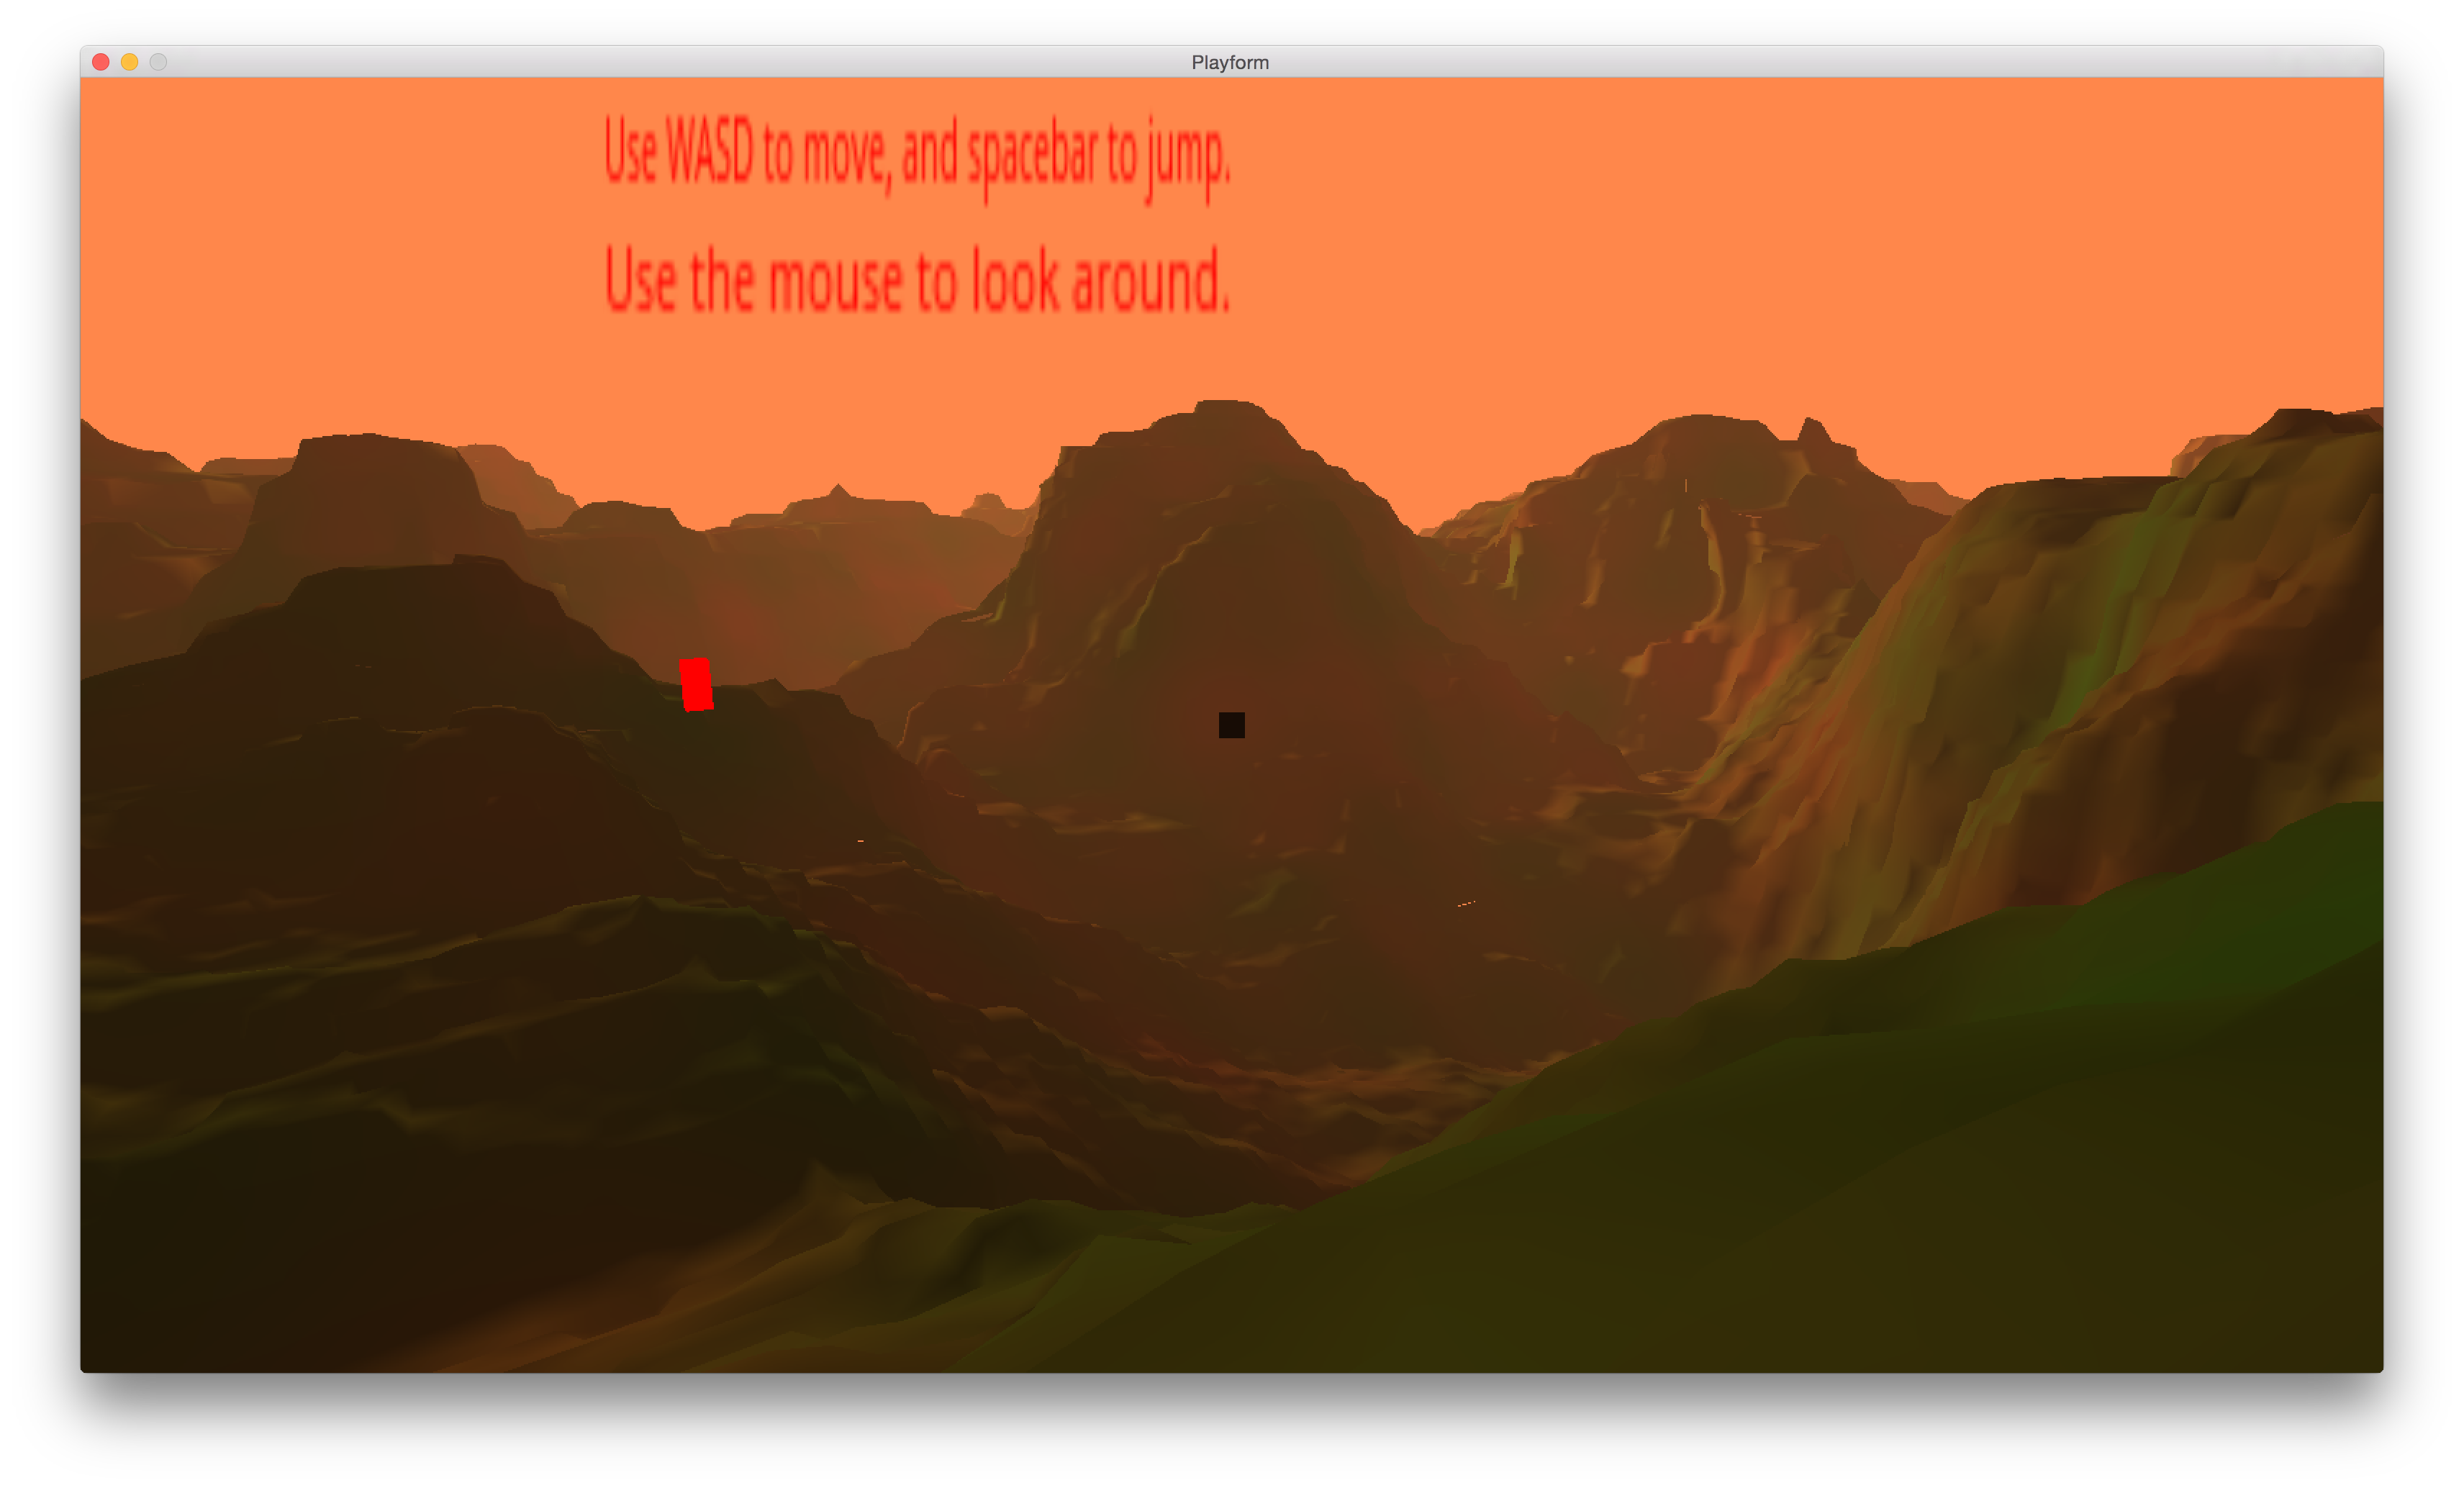 Playform
Use WASD to move, and spacebar to jump.
Use the mouse to look around.